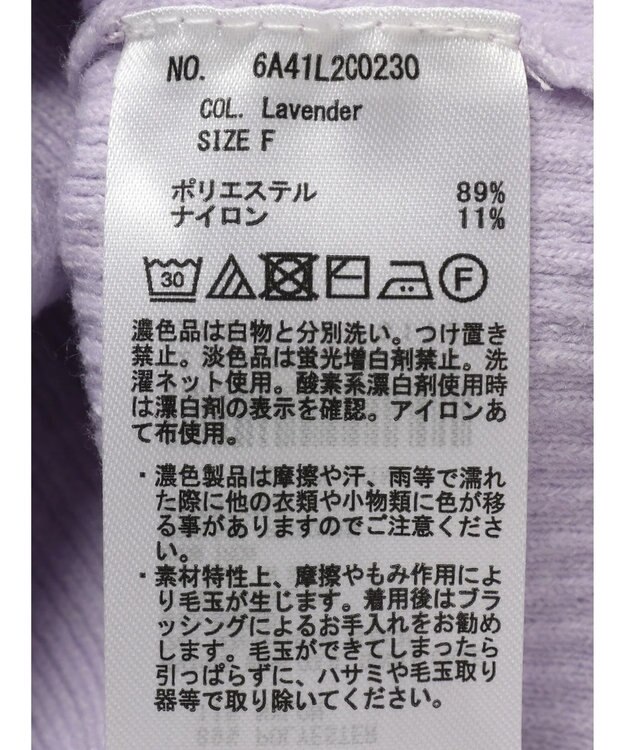 NO. 6A41L2C0230
COL. Lavender
SIZE F
ポリエステル 89%
ナイロン 11%
30 F
濃色品は白物と分別洗い。つけ置き
禁止。淡色品は蛍光増白剤禁止。洗
濯ネット使用。酸素系漂白剤使用時
は漂白剤の表示を確認。アイロンあ
て布使用。
・濃色製品は摩擦や汗、雨等で濡れ
た際に他の衣類や小物類に色が移
る事がありますのでご注意くださ
い。
・素材特性上、摩擦やもみ作用によ
り毛玉が生じます。着用後はブラ
ッシングによるお手入れをお勧め
します。毛玉ができてしまったら
引っぱらずに、ハサミや毛玉取り
器等で取り除いてください。